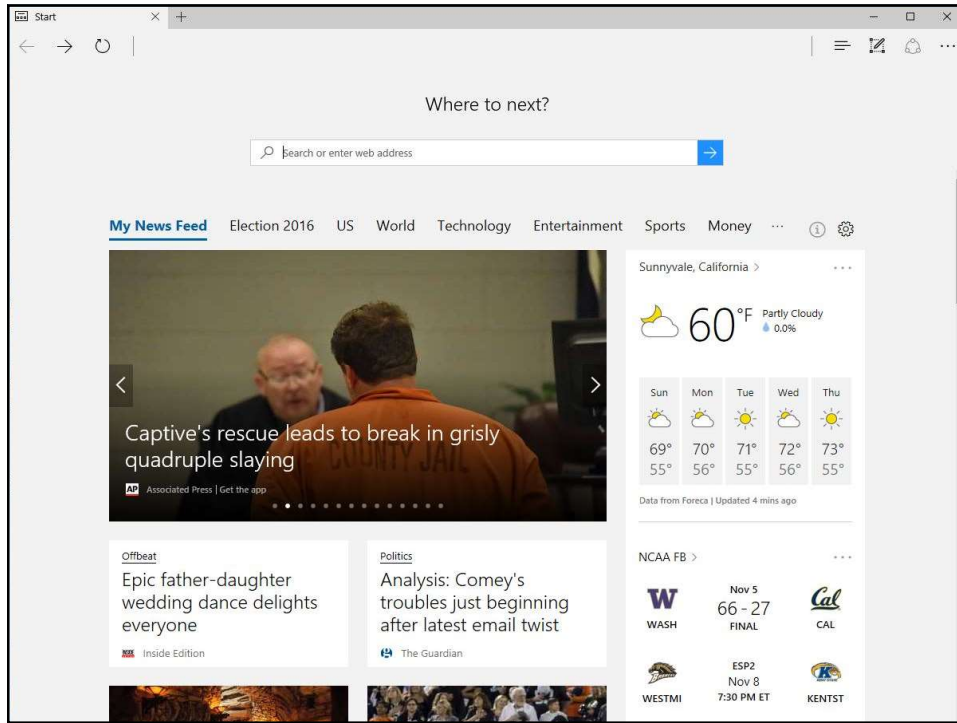 Start
Where to next?
Search or enter web address
My News Feed Election 2016 US World Technology Entertainment Sports Money ...
Captive's rescue leads to break in grisly
quadruple slaying
AP Associated Press | Get the app
COUNTY JAIL
Offbeat
Epic father-daughter
wedding dance delights
everyone
Inside Edition
Politics
Analysis: Comey's
troubles just beginning
after latest email twist
The Guardian
Sunnyvale, California >
60°F Partly Cloudy
0.0%
Sun Mon Tue Wed Thu
69° 70° 71° 72° 73°
55° 56° 55° 56° 55°
Data from Foreca | Updated 4 mins ago
NCAA FB >
W Nov 5 Cal
66 - 27
WASH FINAL CAL
ESP2
Nov 8
WESTMI 7:30 PM ET KENTST